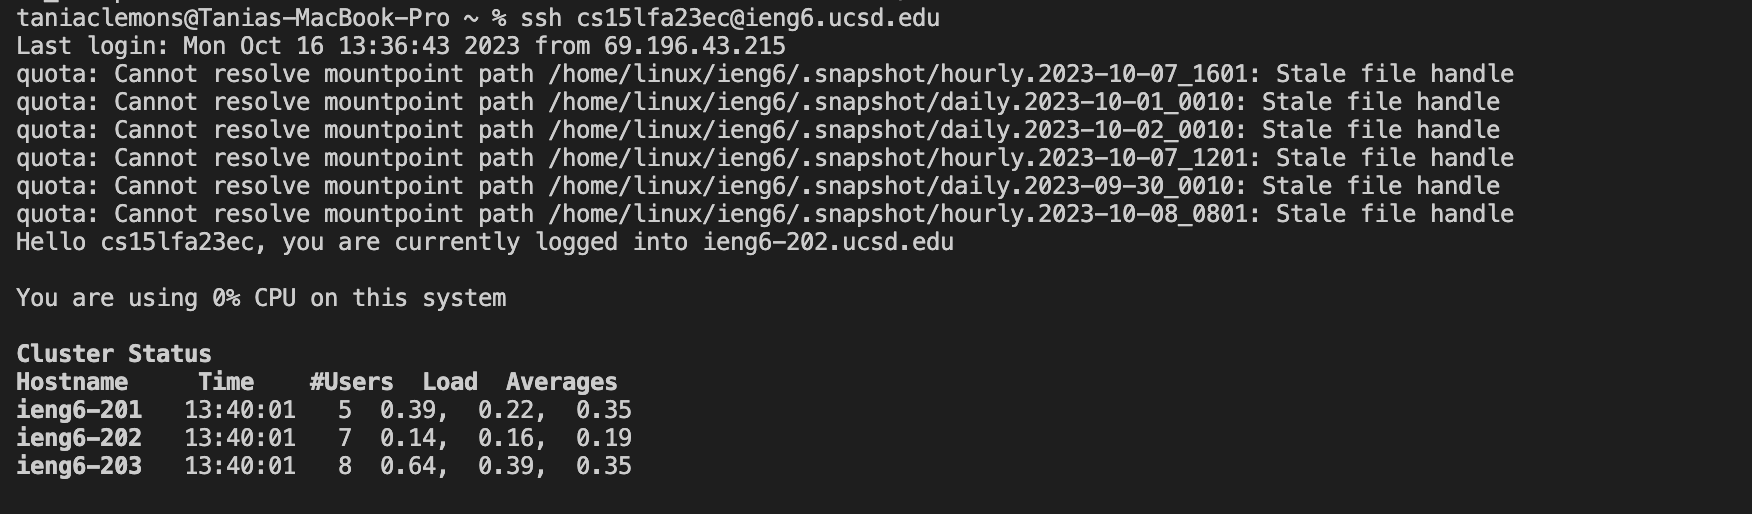 taniaclemons@Tanias-MacBook-Pro ~ % ssh cs15lfa23ec@ieng6.ucsd.edu
Last login: Mon Oct 16 13:36:43 2023 from 69.196.43.215
quota: Cannot resolve mountpoint path /home/linux/ieng6/.snapshot/hourly.2023-10-07_1601: Stale file handle
quota: Cannot resolve mountpoint path /home/linux/ieng6/.snapshot/daily.2023-10-01_0010: Stale file handle
quota: Cannot resolve mountpoint path /home/linux/ieng6/.snapshot/daily.2023-10-02_0010: Stale file handle
quota: Cannot resolve mountpoint path /home/linux/ieng6/.snapshot/hourly.2023-10-07_1201: Stale file handle
quota: Cannot resolve mountpoint path /home/linux/ieng6/.snapshot/daily.2023-09-30_0010: Stale file handle
quota: Cannot resolve mountpoint path /home/linux/ieng6/.snapshot/hourly.2023-10-08_0801: Stale file handle
Hello cs15lfa23ec, you are currently logged into ieng6-202.ucsd.edu
You are using 0% CPU on this system
Cluster Status
Hostname     Time    #Users  Load  Averages
ieng6-201   13:40:01   5  0.39,  0.22,  0.35
ieng6-202   13:40:01   7  0.14,  0.16,  0.19
ieng6-203   13:40:01   8  0.64,  0.39,  0.35